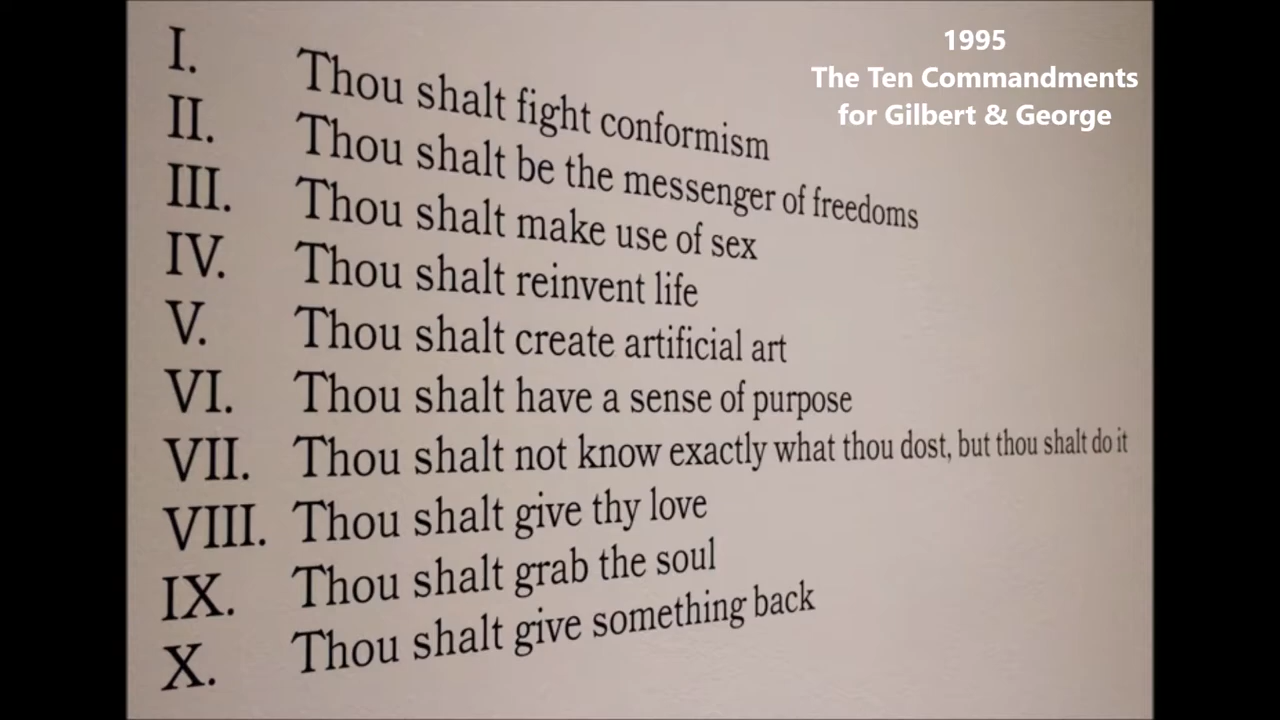 1995
The Ten Commandments
for Gilbert & George
I. Thou shalt fight conformism
II. Thou shalt be the messenger of freedoms
III. Thou shalt make use of sex
IV. Thou shalt reinvent life
V. Thou shalt create artificial art
VI. Thou shalt have a sense of purpose
VII. Thou shalt not know exactly what thou dost, but thou shalt do it
VIII. Thou shalt give thy love
IX. Thou shalt grab the soul
X. Thou shalt give something back